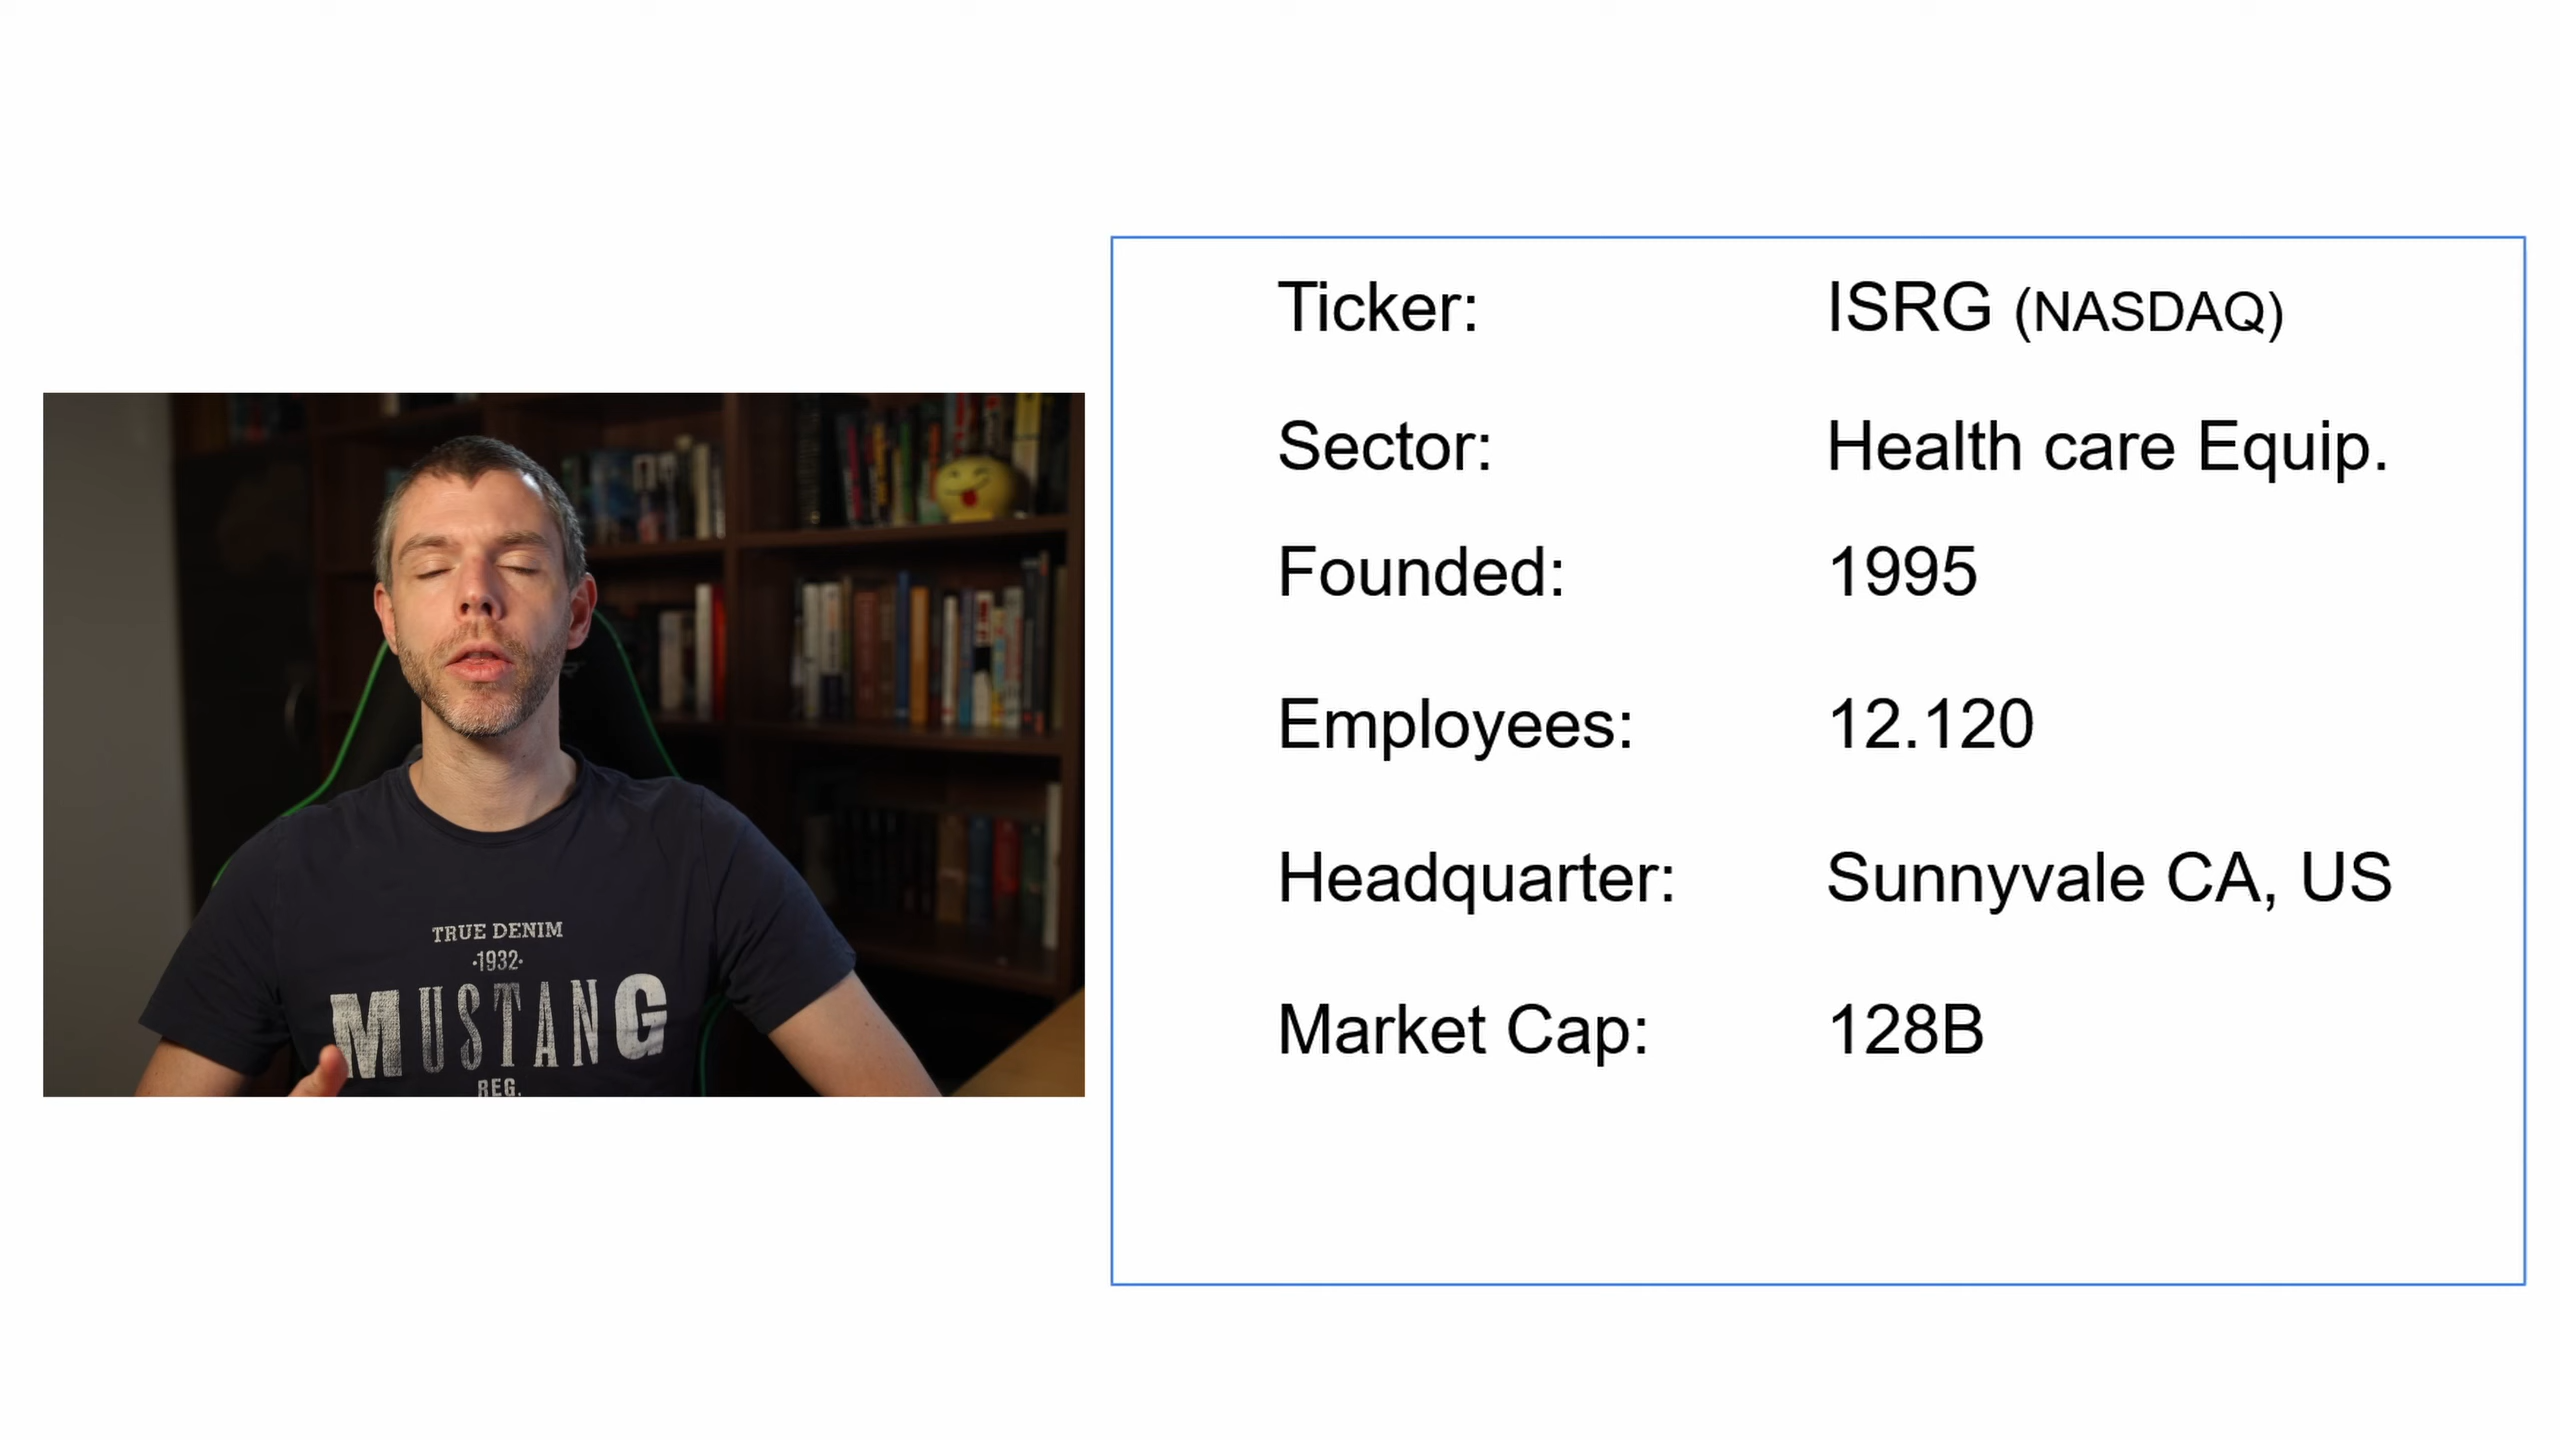 Ticker: ISRG (NASDAQ)
Sector: Health care Equip.
Founded: 1995
Employees: 12.120
Headquarter: Sunnyvale CA, US
Market Cap: 128B
TRUE DENIM
·1932·
MUSTANG
REG.